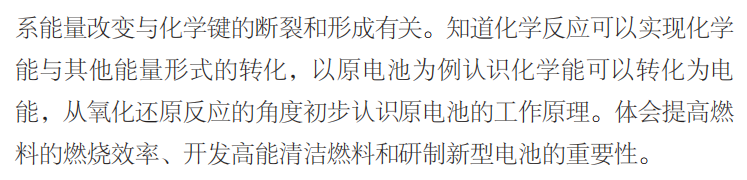 系能量改变与化学键的断裂和形成有关。知道化学反应可以实现化学
能与其他能量形式的转化，以原电池为例认识化学能可以转化为电
能，从氧化还原反应的角度初步认识原电池的工作原理。体会提高燃
料的燃烧效率、开发高能清洁燃料和研制新型电池的重要性。